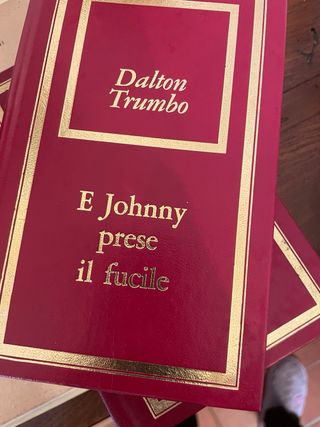 Dalton
Trumbo
E Johnny
prese
il fucile